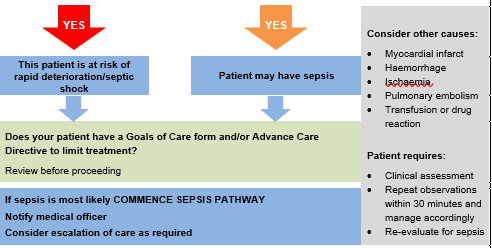 YES
YES
This patient is at risk of
rapid deterioration/septic
shock
Patient may have sepsis
Does your patient have a Goals of Care form and/or Advance Care
Directive to limit treatment?
Review before proceeding
If sepsis is most likely COMMENCE SEPSIS PATHWAY
Notify medical officer
Consider escalation of care as required
Consider other causes:
• Myocardial infarct
• Haemorrhage
• Ischaemia
• Pulmonary embolism
• Transfusion or drug
reaction
Patient requires:
• Clinical assessment
• Repeat observations
within 30 minutes and
manage accordingly
• Re-evaluate for sepsis